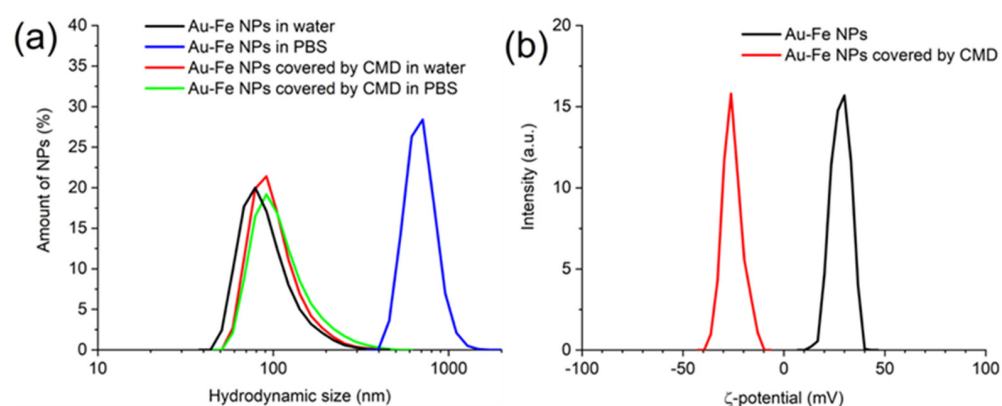 (a)
Au-Fe NPs in water
Au-Fe NPs in PBS
Au-Fe NPs covered by CMD in water
Au-Fe NPs covered by CMD in PBS
Amount of NPs (%)
40
35
30
25
20
15
10
5
0
10
100
1000
Hydrodynamic size (nm)
(b)
Au-Fe NPs
Au-Fe NPs covered by CMD
Intensity (a.u.)
20
15
10
5
0
-100
-50
0
50
100
ζ-potential (mV)